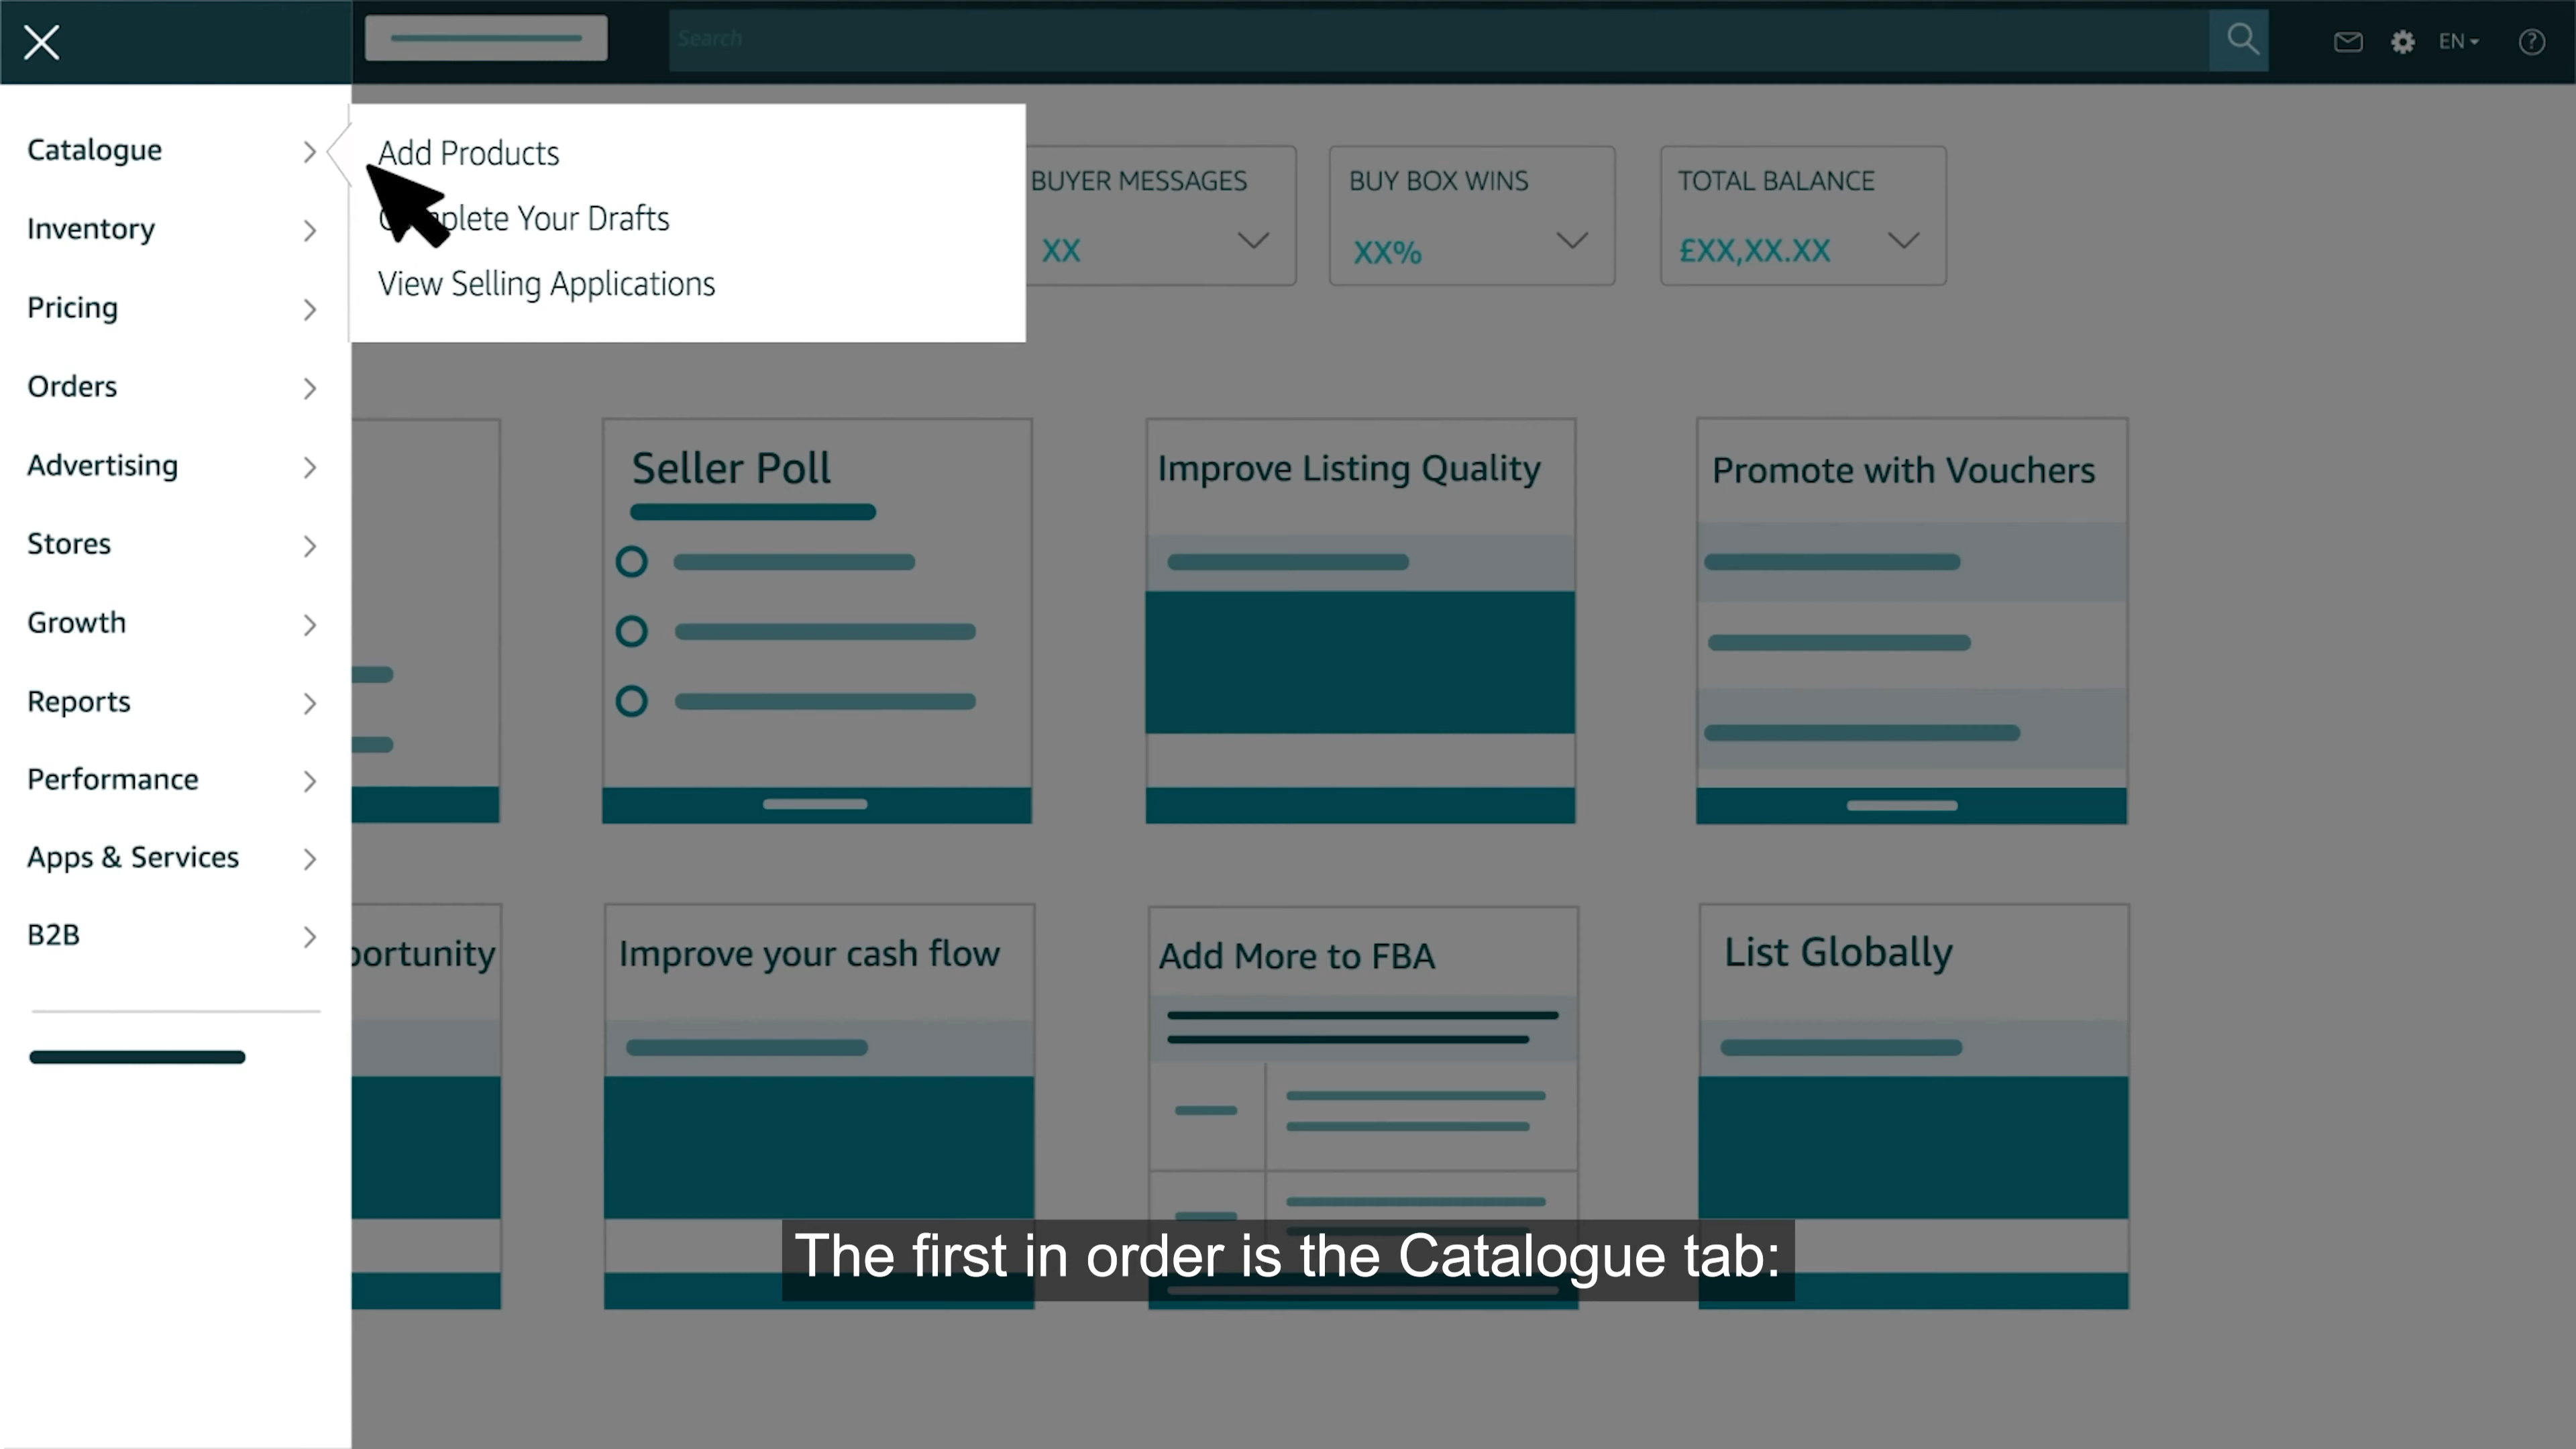 Search
EN
?
Catalogue
Inventory
Pricing
Orders
Advertising
Stores
Growth
Reports
Performance
Apps & Services
B2B
Add Products
Your Drafts
View Selling Applications
BUYER MESSAGES
XX
BUY BOX WINS
XX%
TOTAL BALANCE
£XX,XX.XX
Seller Poll
Improve Listing Quality
Promote with Vouchers
portunity
Improve your cash flow
Add More to FBA
List Globally
The first in order is the Catalogue tab: